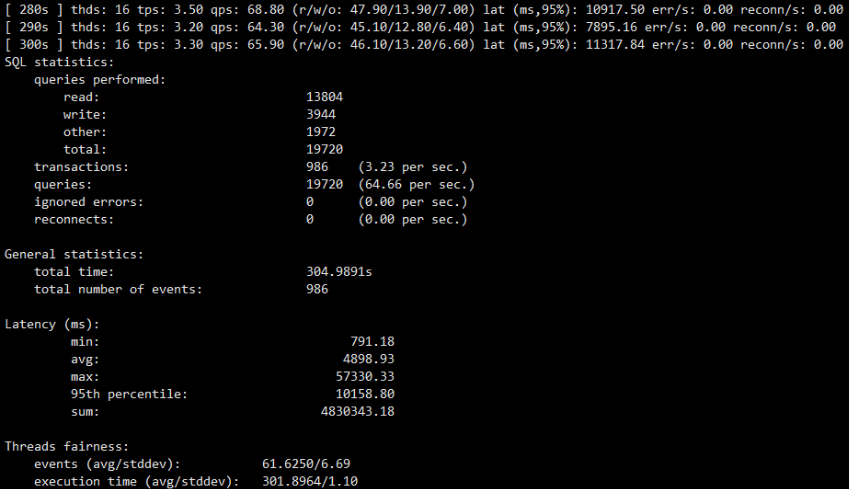 [ 280s ] thds: 16 tps: 3.50 qps: 68.80 (r/w/o: 47.90/13.90/7.00) lat (ms,95%): 10917.50 err/s: 0.00 reconn/s: 0.00
[ 290s ] thds: 16 tps: 3.20 qps: 64.30 (r/w/o: 45.10/12.80/6.40) lat (ms,95%): 7895.16 err/s: 0.00 reconn/s: 0.00
[ 300s ] thds: 16 tps: 3.30 qps: 65.90 (r/w/o: 46.10/13.20/6.60) lat (ms,95%): 11317.84 err/s: 0.00 reconn/s: 0.00
SQL statistics:
    queries performed:
        read:                            13804
        write:                           3944
        other:                           1972
        total:                           19720
    transactions:                        986    (3.23 per sec.)
    queries:                             19720  (64.66 per sec.)
    ignored errors:                      0      (0.00 per sec.)
    reconnects:                          0      (0.00 per sec.)

General statistics:
    total time:                          304.9891s
    total number of events:              986

Latency (ms):
         min:                                  791.18
         avg:                                 4898.93
         max:                                57330.33
         95th percentile:                    10158.80
         sum:                              4830343.18

Threads fairness:
    events (avg/stddev):           61.6250/6.69
    execution time (avg/stddev):   301.8964/1.10